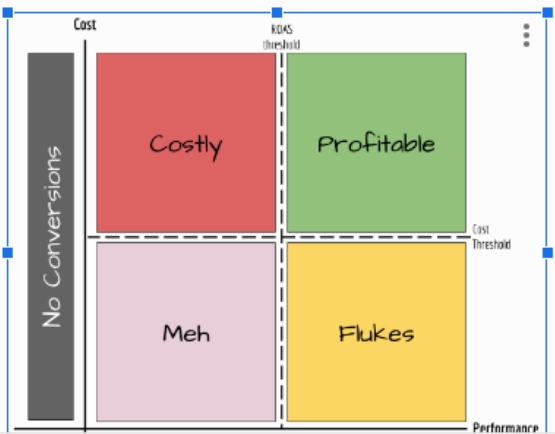 Cost
ROAS
threshold
No Conversions
Costly
Profitable
Cost
Threshold
Meh
Flukes
Performance